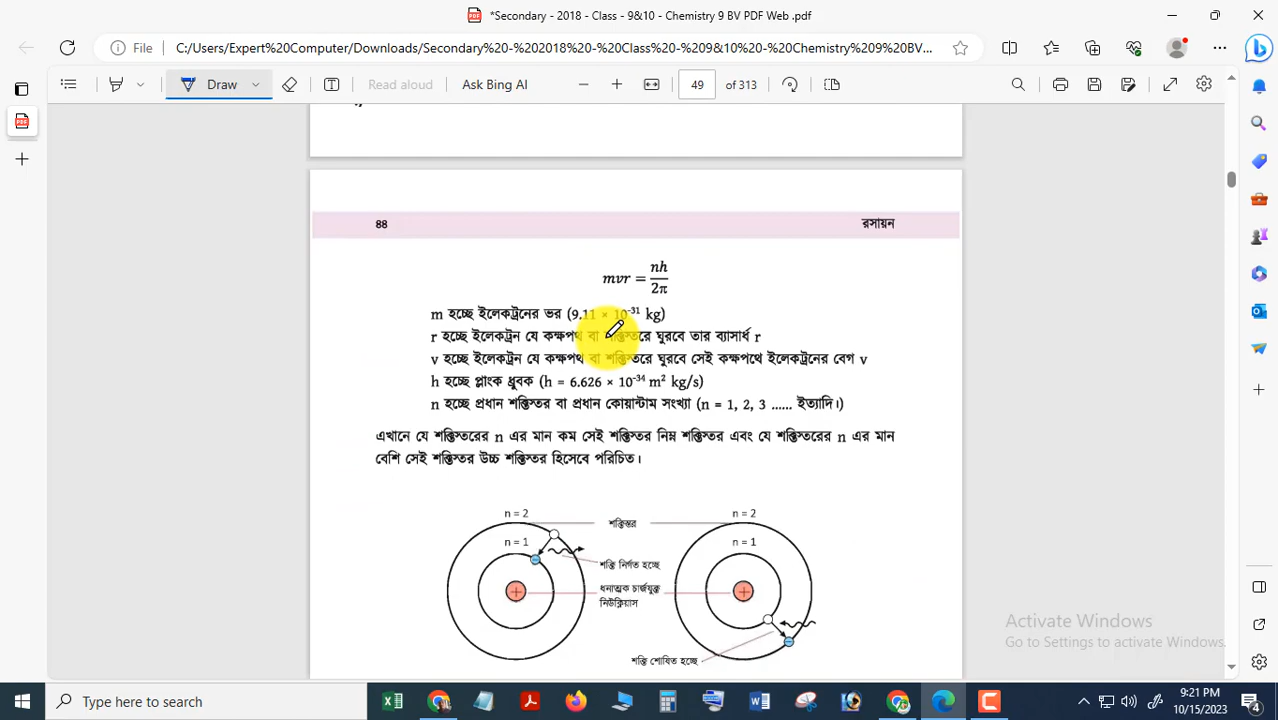 *Secondary - 2018 - Class - 9&10 - Chemistry 9 BV PDF Web .pdf
File C:/Users/Expert%20Computer/Downloads/Secondary%20-%202018%20-%20Class%20-%209&10%20-%20Chemistry%209%20BV...
Draw Read aloud Ask Bing AI 49 of 313
৪৪ রসায়ন
mvr = nh/2π
m হচ্ছে ইলেকট্রনের ভর (9.11 × 10⁻³¹ kg)
r হচ্ছে ইলেকট্রন যে কক্ষপথ বা শক্তিস্তরে ঘুরবে তার ব্যাসার্ধ r
v হচ্ছে ইলেকট্রন যে কক্ষপথ বা শক্তিস্তরে ঘুরবে সেই কক্ষপথে ইলেকট্রনের বেগ v
h হচ্ছে প্লাংক ধ্রুবক (h = 6.626 × 10⁻³⁴ m² kg/s)
n হচ্ছে প্রধান শক্তিস্তর বা প্রধান কোয়ান্টাম সংখ্যা (n = 1, 2, 3 ...... ইত্যাদি।)
এখানে যে শক্তিস্তরের n এর মান কম সেই শক্তিস্তর নিম্ন শক্তিস্তর এবং যে শক্তিস্তরের n এর মান
বেশি সেই শক্তিস্তর উচ্চ শক্তিস্তর হিসেবে পরিচিত।
n = 2 শক্তিস্তর n = 2
n = 1 n = 1
শক্তি নির্গত হচ্ছে
ধনাত্মক চার্জযুক্ত
নিউক্লিয়াস
+ +
শক্তি শোষিত হচ্ছে
Activate Windows
Go to Settings to activate Windows.
Type here to search
9:21 PM
10/15/2023
4